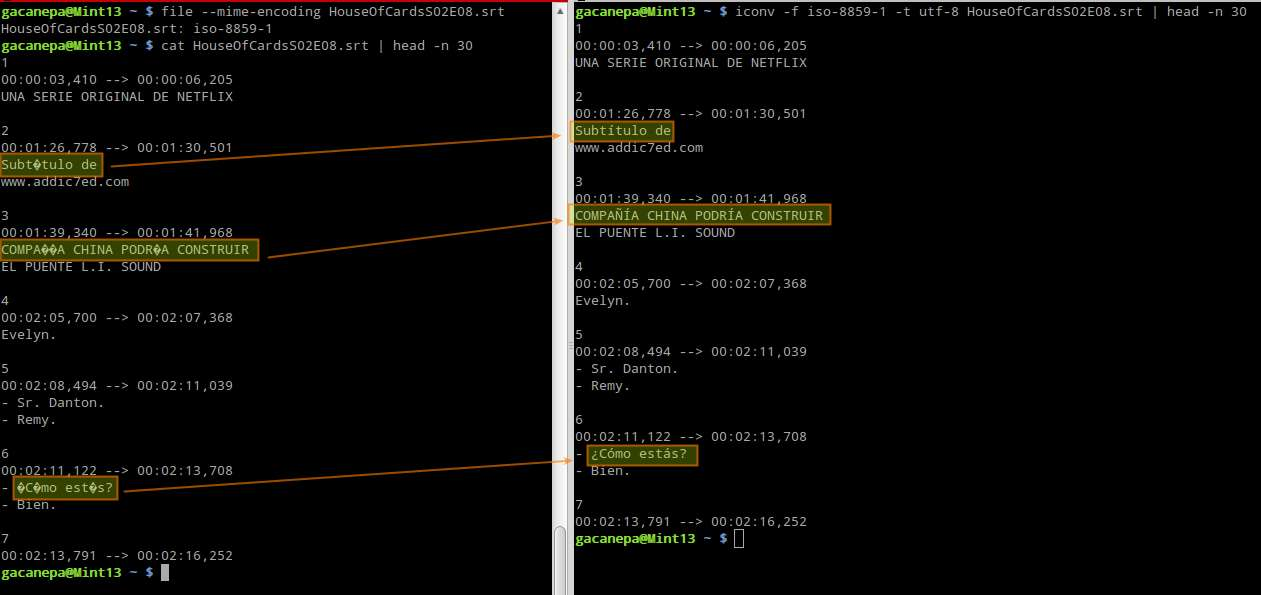 gacanepa@Mint13 ~ $ file --mime-encoding HouseOfCardsS02E08.srt
HouseOfCardsS02E08.srt: iso-8859-1
gacanepa@Mint13 ~ $ cat HouseOfCardsS02E08.srt | head -n 30
1
00:00:03,410 --> 00:00:06,205
UNA SERIE ORIGINAL DE NETFLIX
2
00:01:26,778 --> 00:01:30,501
Subt�tulo de
www.addic7ed.com
3
00:01:39,340 --> 00:01:41,968
COMPA��A CHINA PODR�A CONSTRUIR
EL PUENTE L.I. SOUND
4
00:02:05,700 --> 00:02:07,368
Evelyn.
5
00:02:08,494 --> 00:02:11,039
- Sr. Danton.
- Remy.
6
00:02:11,122 --> 00:02:13,708
- �C�mo est�s?
- Bien.
7
00:02:13,791 --> 00:02:16,252
gacanepa@Mint13 ~ $
gacanepa@Mint13 ~ $ iconv -f iso-8859-1 -t utf-8 HouseOfCardsS02E08.srt | head -n 30
1
00:00:03,410 --> 00:00:06,205
UNA SERIE ORIGINAL DE NETFLIX
2
00:01:26,778 --> 00:01:30,501
Subtítulo de
www.addic7ed.com
3
00:01:39,340 --> 00:01:41,968
COMPAÑÍA CHINA PODRÍA CONSTRUIR
EL PUENTE L.I. SOUND
4
00:02:05,700 --> 00:02:07,368
Evelyn.
5
00:02:08,494 --> 00:02:11,039
- Sr. Danton.
- Remy.
6
00:02:11,122 --> 00:02:13,708
- ¿Cómo estás?
- Bien.
7
00:02:13,791 --> 00:02:16,252
gacanepa@Mint13 ~ $